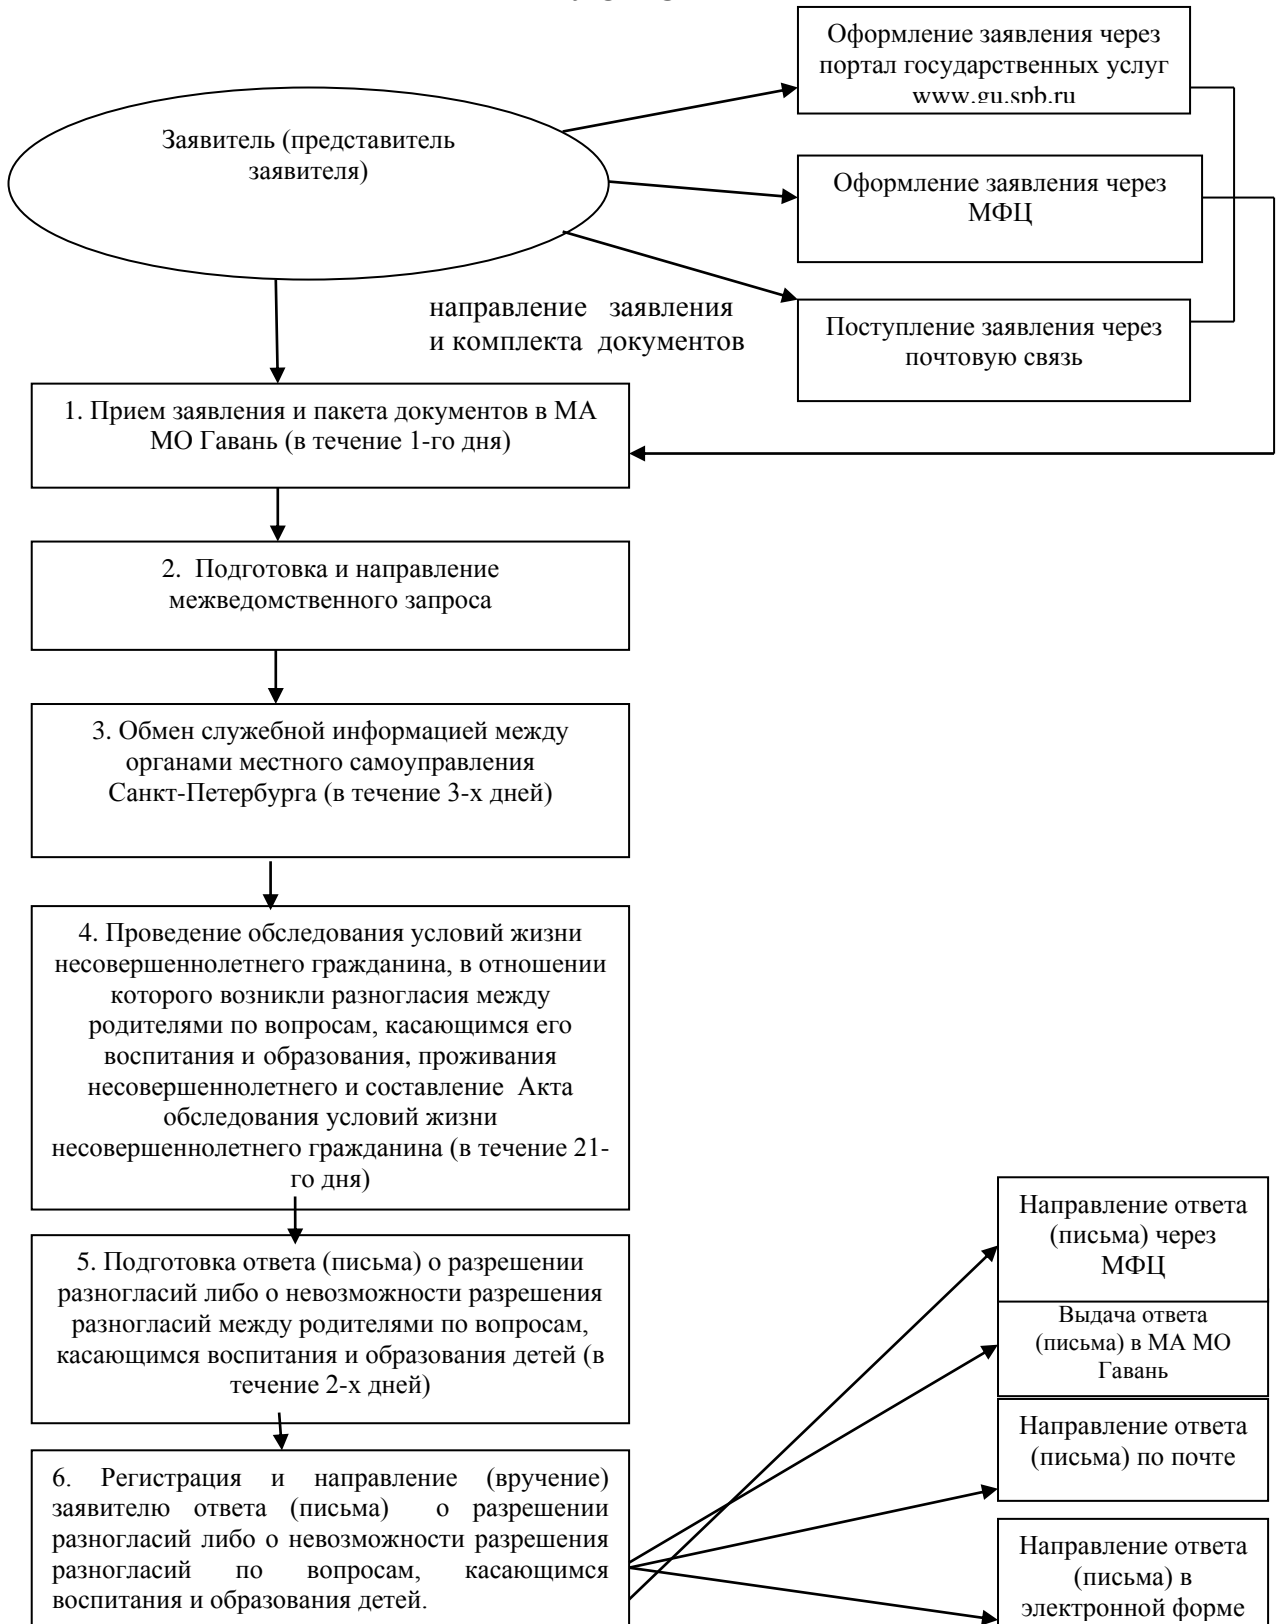 Оформление заявления через
портал государственных услуг
www.gu.spb.ru
Заявитель (представитель
заявителя)
Оформление заявления через
МФЦ
направление заявления
и комплекта документов
Поступление заявления через
почтовую связь
1. Прием заявления и пакета документов в МА
МО Гавань (в течение 1-го дня)
2. Подготовка и направление
межведомственного запроса
3. Обмен служебной информацией между
органами местного самоуправления
Санкт-Петербурга (в течение 3-х дней)
4. Проведение обследования условий жизни
несовершеннолетнего гражданина, в отношении
которого возникли разногласия между
родителями по вопросам, касающимся его
воспитания и образования, проживания
несовершеннолетнего и составление Акта
обследования условий жизни
несовершеннолетнего гражданина (в течение 21-
го дня)
5. Подготовка ответа (письма) о разрешении
разногласий либо о невозможности разрешения
разногласий между родителями по вопросам,
касающимся воспитания и образования детей (в
течение 2-х дней)
6. Регистрация и направление (вручение)
заявителю ответа (письма) о разрешении
разногласий либо о невозможности разрешения
разногласий по вопросам, касающимся
воспитания и образования детей.
Направление ответа
(письма) через
МФЦ
Выдача ответа
(письма) в МА МО
Гавань
Направление ответа
(письма) по почте
Направление ответа
(письма) в
электронной форме